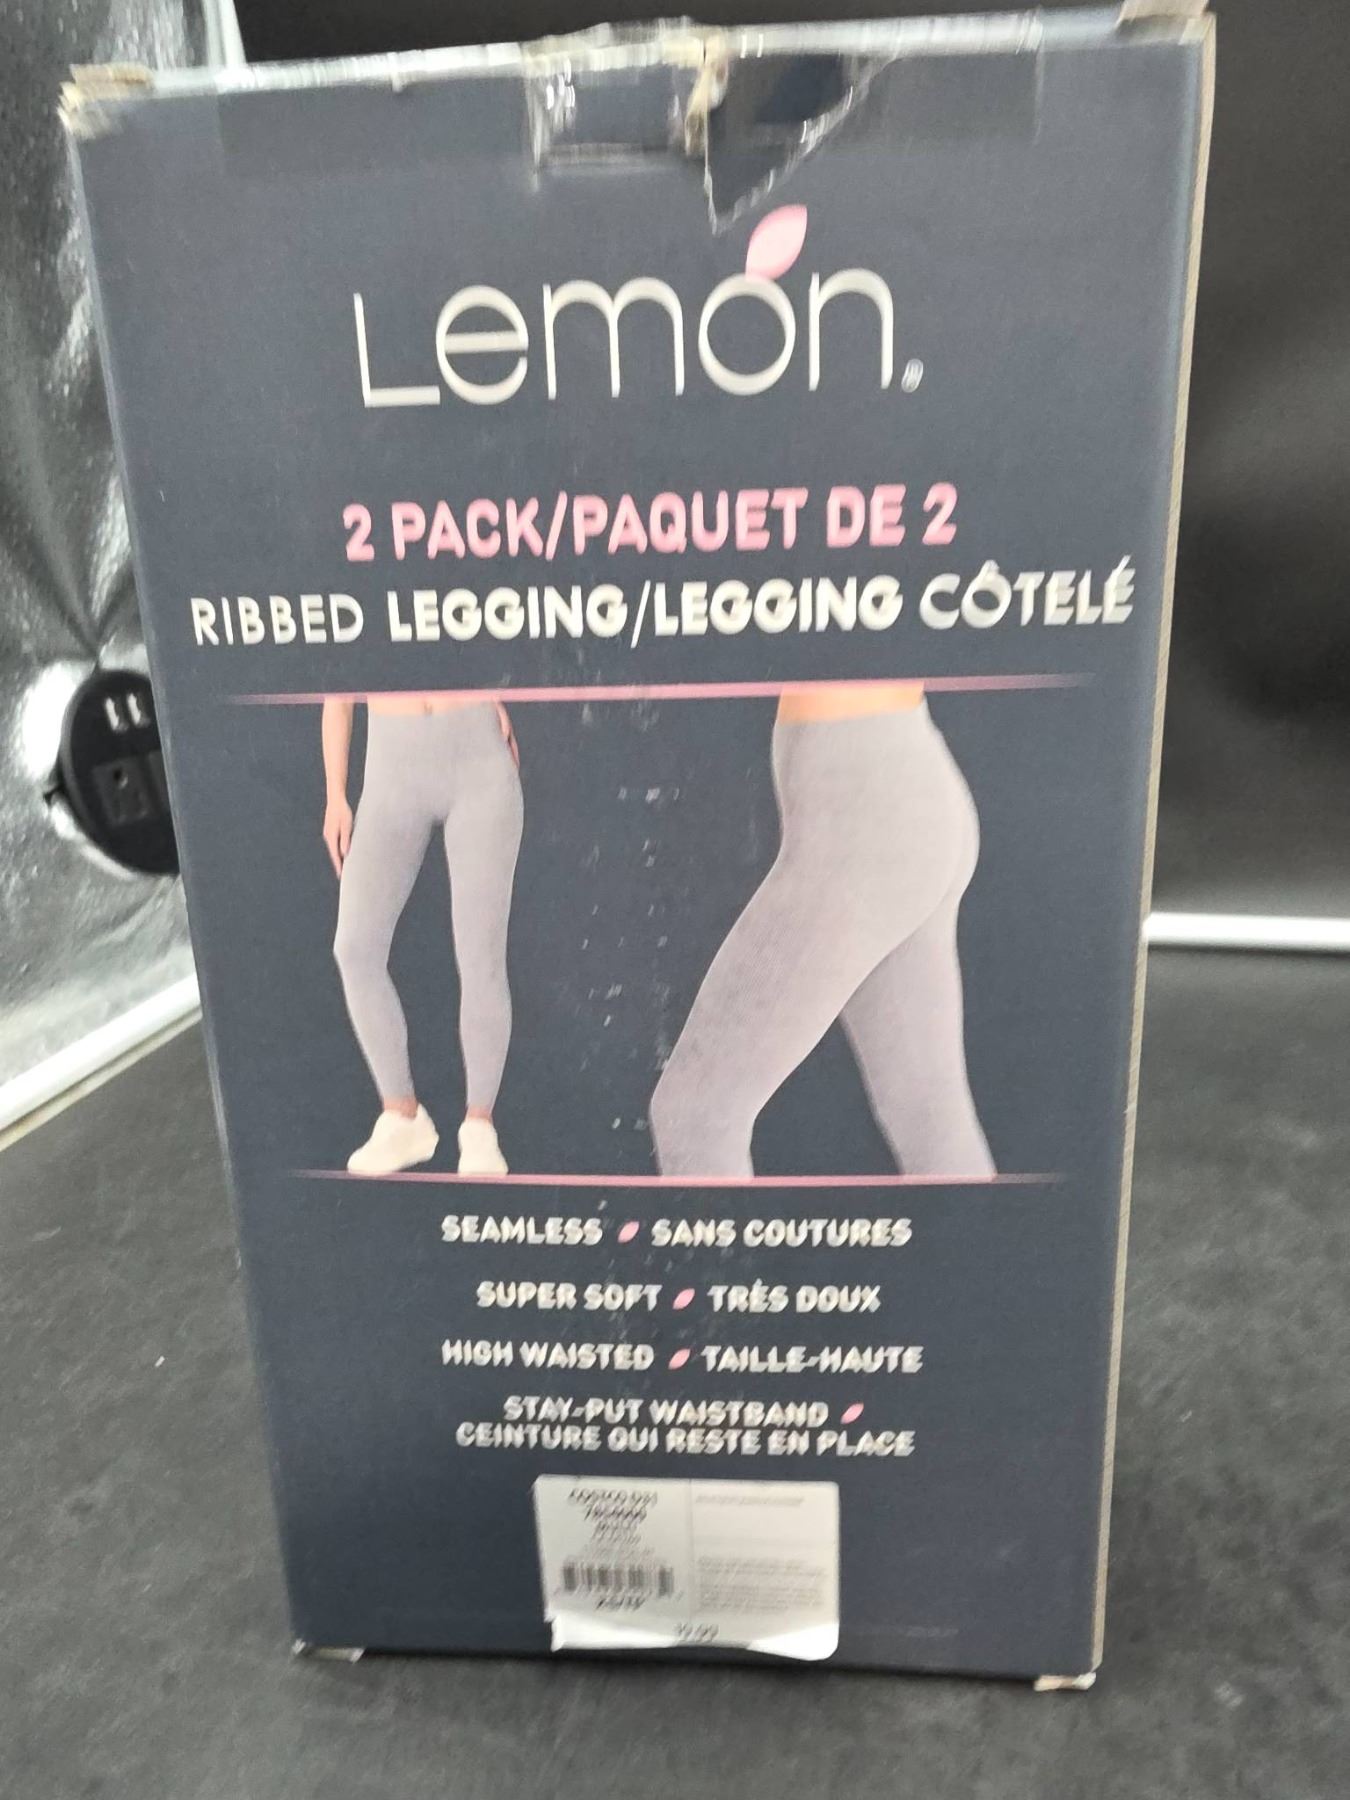 Lemon®
2 PACK/PAQUET DE 2
RIBBED LEGGING/LEGGING CÔTELÉ
SEAMLESS SANS COUTURES
SUPER SOFT TRÈS DOUX
HIGH WAISTED TAILLE-HAUTE
STAY-PUT WAISTBAND
CEINTURE QUI RESTE EN PLACE